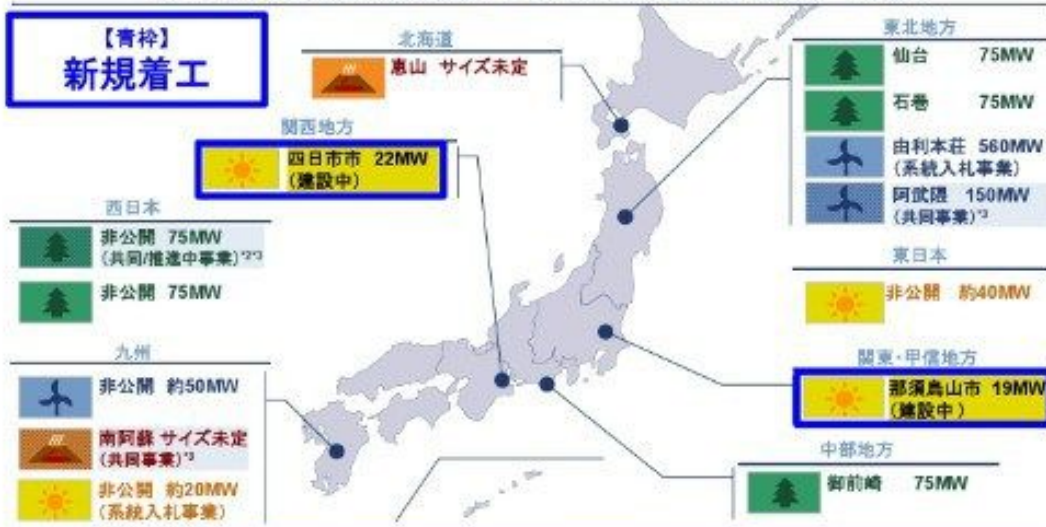 【青枠】
新規着工
北海道
恵山 サイズ未定
関西地方
四日市市 22MW
(建設中)
西日本
非公開 75MW
(共同/推進中事業)*2*3
非公開 75MW
九州
非公開 約50MW
南阿蘇 サイズ未定
(共同事業)*3
非公開 約20MW
(系統入札事業)
東北地方
仙台 75MW
石巻 75MW
由利本荘 560MW
(系統入札事業)
阿武隈 150MW
(共同事業)*3
東日本
非公開 約40MW
関東・甲信地方
那須烏山市 19MW
(建設中)
中部地方
御前崎 75MW